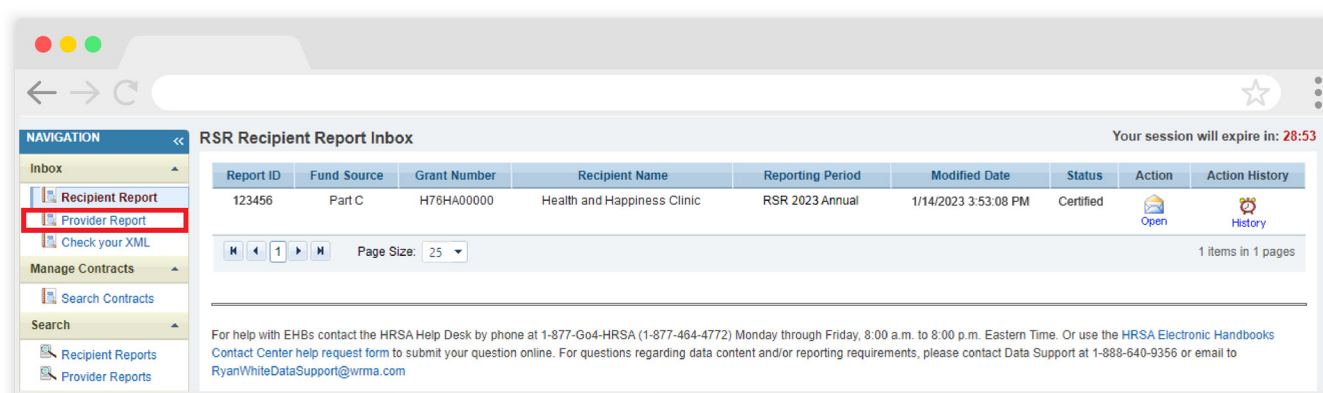 NAVIGATION «
RSR Recipient Report Inbox
Your session will expire in: 28:53
Inbox
Recipient Report
Provider Report
Check your XML
Manage Contracts
Search Contracts
Search
Recipient Reports
Provider Reports
Report ID Fund Source Grant Number Recipient Name Reporting Period Modified Date Status Action Action History
123456 Part C H76HA00000 Health and Happiness Clinic RSR 2023 Annual 1/14/2023 3:53:08 PM Certified
Open History
1 Page Size: 25 1 items in 1 pages
For help with EHBs contact the HRSA Help Desk by phone at 1-877-Go4-HRSA (1-877-464-4772) Monday through Friday, 8:00 a.m. to 8:00 p.m. Eastern Time. Or use the HRSA Electronic Handbooks
Contact Center help request form to submit your question online. For questions regarding data content and/or reporting requirements, please contact Data Support at 1-888-640-9356 or email to
RyanWhiteDataSupport@wrma.com